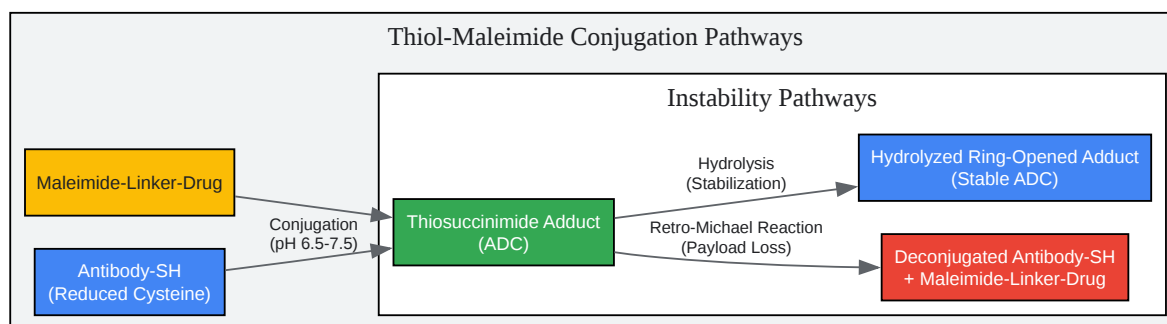 Thiol-Maleimide Conjugation Pathways
Instability Pathways
Maleimide-Linker-Drug
Antibody-SH
(Reduced Cysteine)
Conjugation
(pH 6.5-7.5)
Thiosuccinimide Adduct
(ADC)
Hydrolysis
(Stabilization)
Retro-Michael Reaction
(Payload Loss)
Hydrolyzed Ring-Opened Adduct
(Stable ADC)
Deconjugated Antibody-SH
+ Maleimide-Linker-Drug